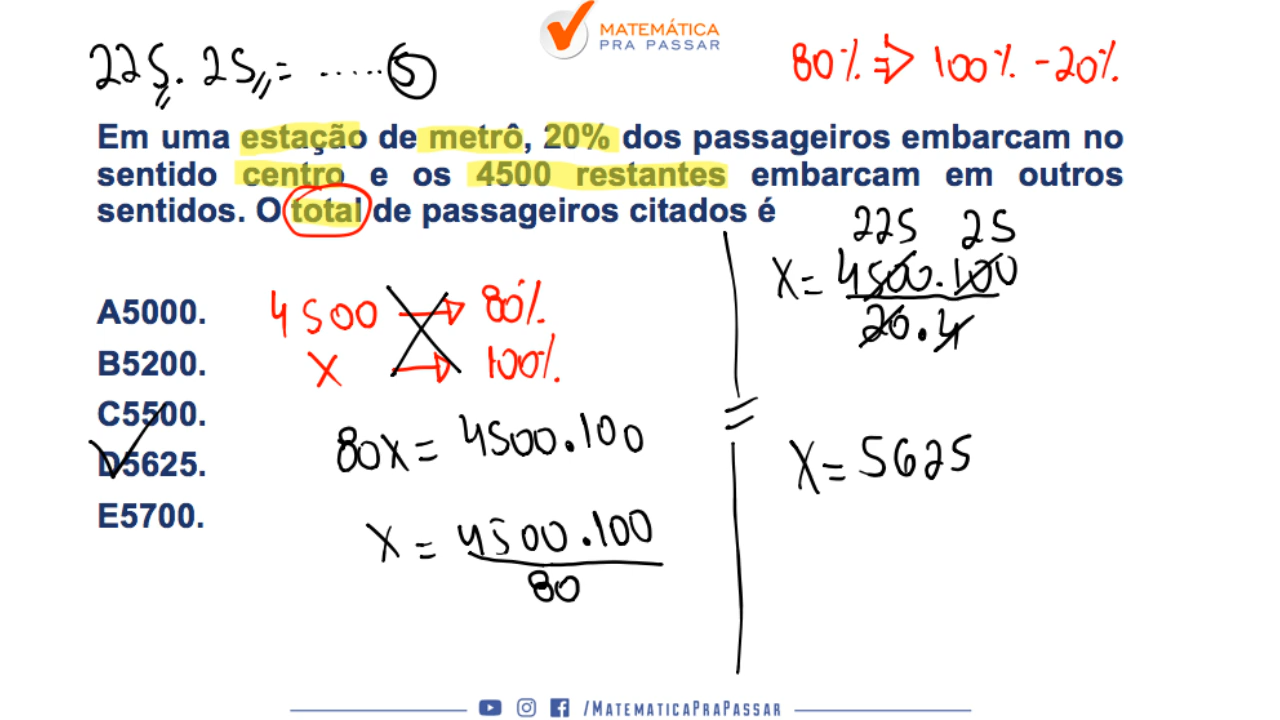 MATEMÁTICA
PRA PASSAR
225. 25,, = ...... 5
80% => 100% - 20%
Em uma estação de metrô, 20% dos passageiros embarcam no
sentido centro e os 4500 restantes embarcam em outros
sentidos. O total de passageiros citados é
A5000.
B5200.
C5500.
D5625.
E5700.
4500 → 80%
X → 100%
80X = 4500.100
X = 4500.100
80
225 25
X = 4500.100
20.4
X = 5625
/MATEMATICAPRAPASSAR